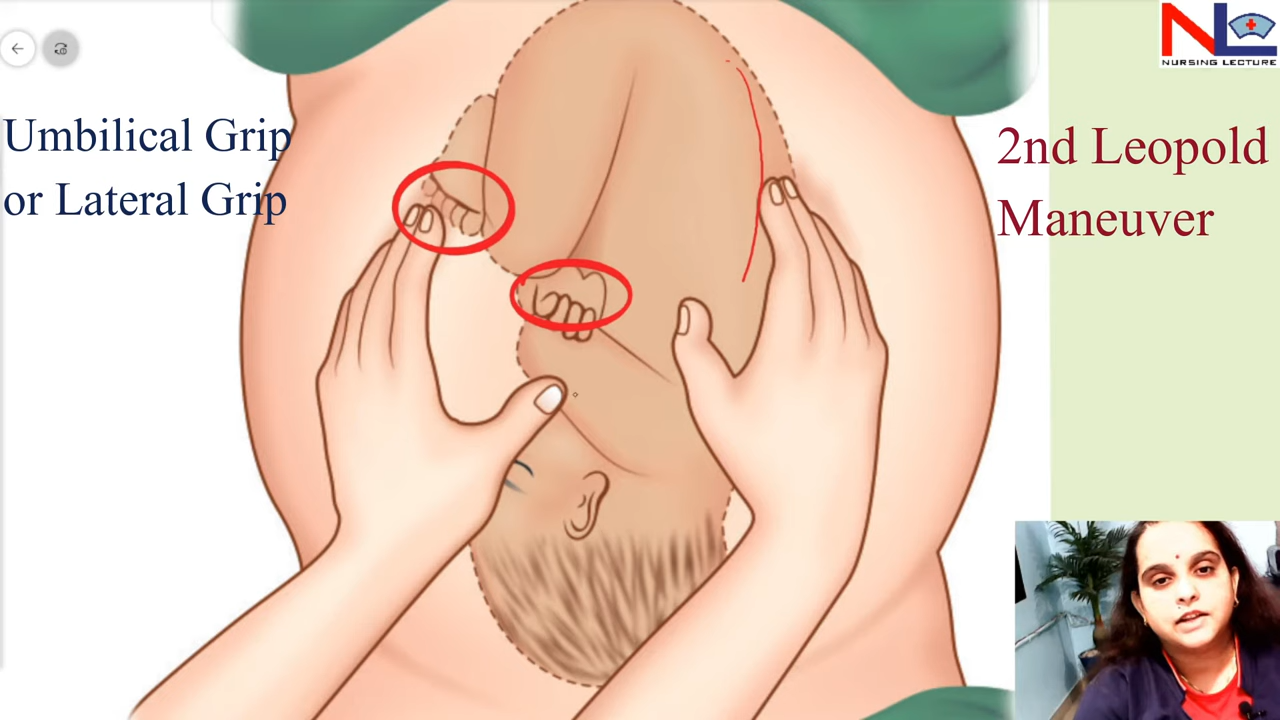 NL
NURSING LECTURE
Umbilical Grip
or Lateral Grip
2nd Leopold
Maneuver